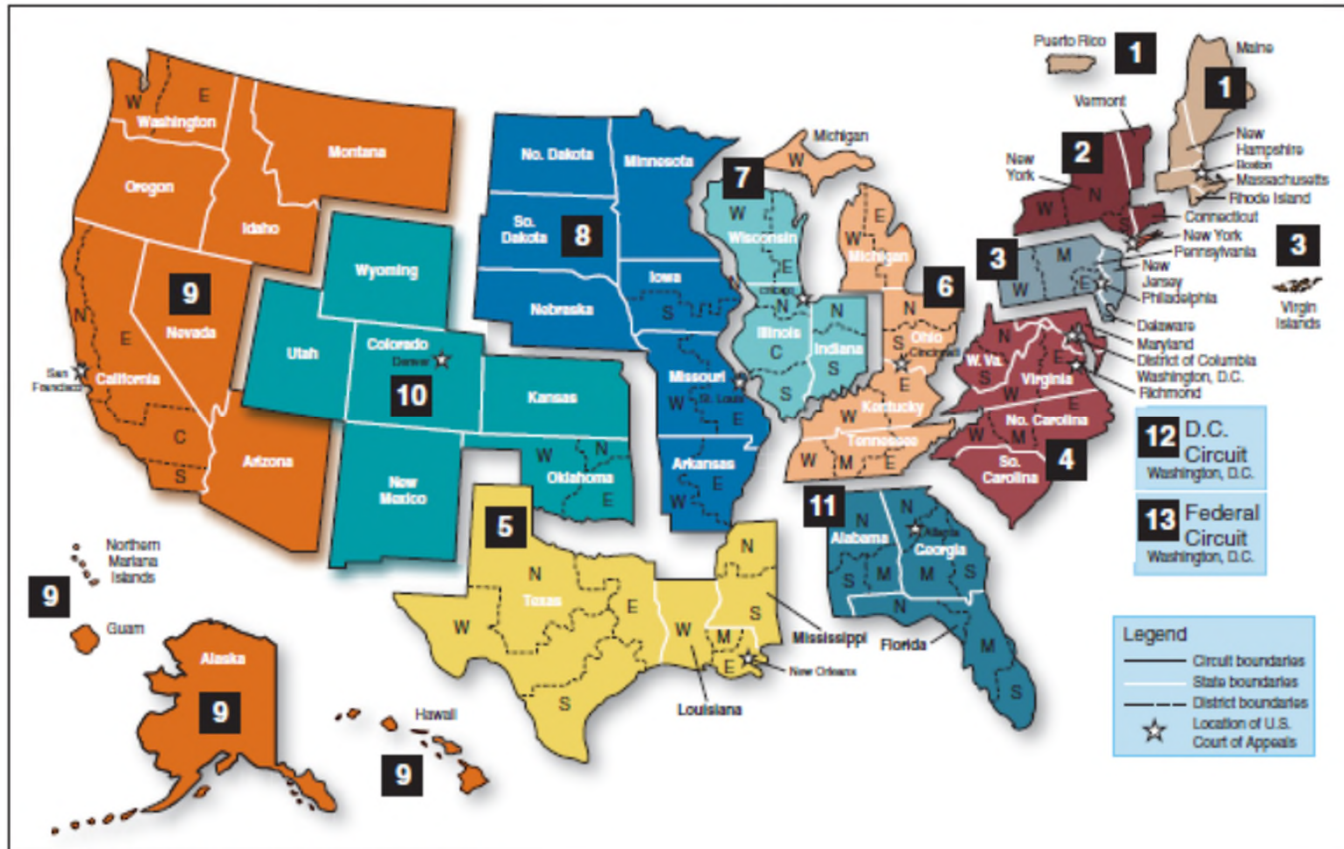 Puerto Rico
1
Maine
1
Vermont
2
New
York
N
W
New
Hampshire
Boston
Massachusetts
Rhode Island
Connecticut
New York
Pennsylvania
New
Jersey
Philadelphia
3
M
E
W
3
Virgin
Islands
Delaware
Maryland
District of Columbia
Washington, D.C.
Richmond
W
E
Washington
Montana
Oregon
Idaho
9
Nevada
N
E
California
San
Francisco
C
S
Arizona
Wyoming
Utah
Colorado
Denver
10
Kansas
New
Mexico
W
N
Oklahoma
E
No. Dakota
Minnesota
So.
Dakota
8
Iowa
Nebraska
S
Missouri
W
St. Louis
E
Arkansas
W
E
7
W
Wisconsin
E
Chicago
N
Illinois
C
S
N
Indiana
S
Michigan
W
E
W
Michigan
6
N
S
Ohio
Cincinnati
E
W
Kentucky
Tennessee
W
M
E
N
W. Va.
S
W
E
Virginia
No. Carolina
W
M
E
So.
Carolina
4
12
D.C.
Circuit
Washington, D.C.
13
Federal
Circuit
Washington, D.C.
5
N
Texas
W
E
S
W
M
E
N
S
Mississippi
New Orleans
Louisiana
11
N
Alabama
S
M
N
Atlanta
Georgia
M
S
N
Florida
M
S
Northern
Mariana
Islands
9
Guam
Alaska
9
Hawaii
9
Legend
Circuit boundaries
State boundaries
District boundaries
Location of U.S.
Court of Appeals